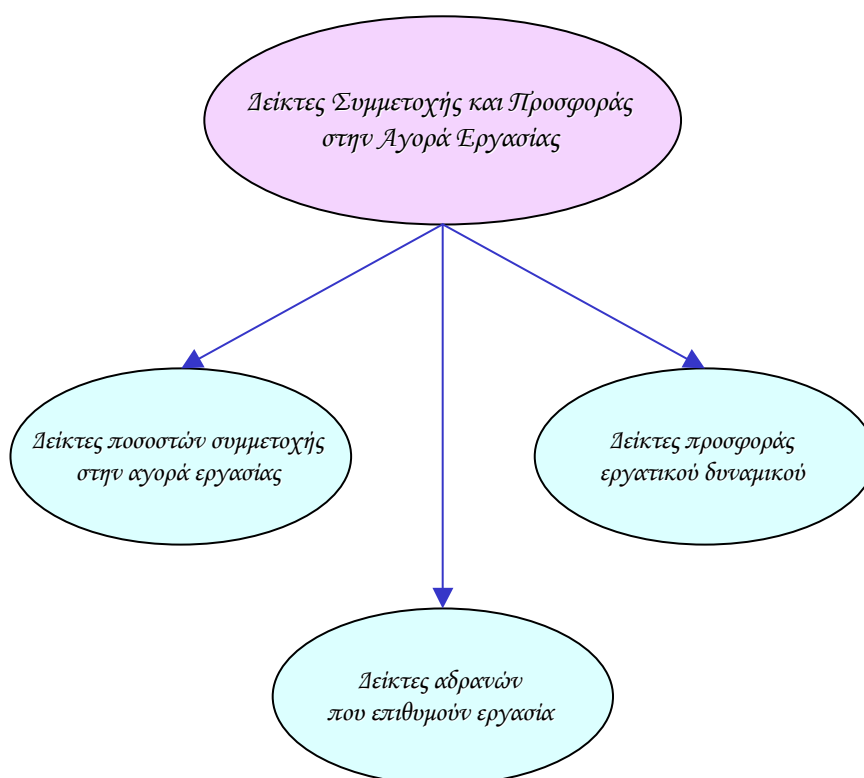 Δείκτες Συμμετοχής και Προσφοράς
στην Αγορά Εργασίας
Δείκτες ποσοστών συμμετοχής
στην αγορά εργασίας
Δείκτες προσφοράς
εργατικού δυναμικού
Δείκτες αδρανών
που επιθυμούν εργασία